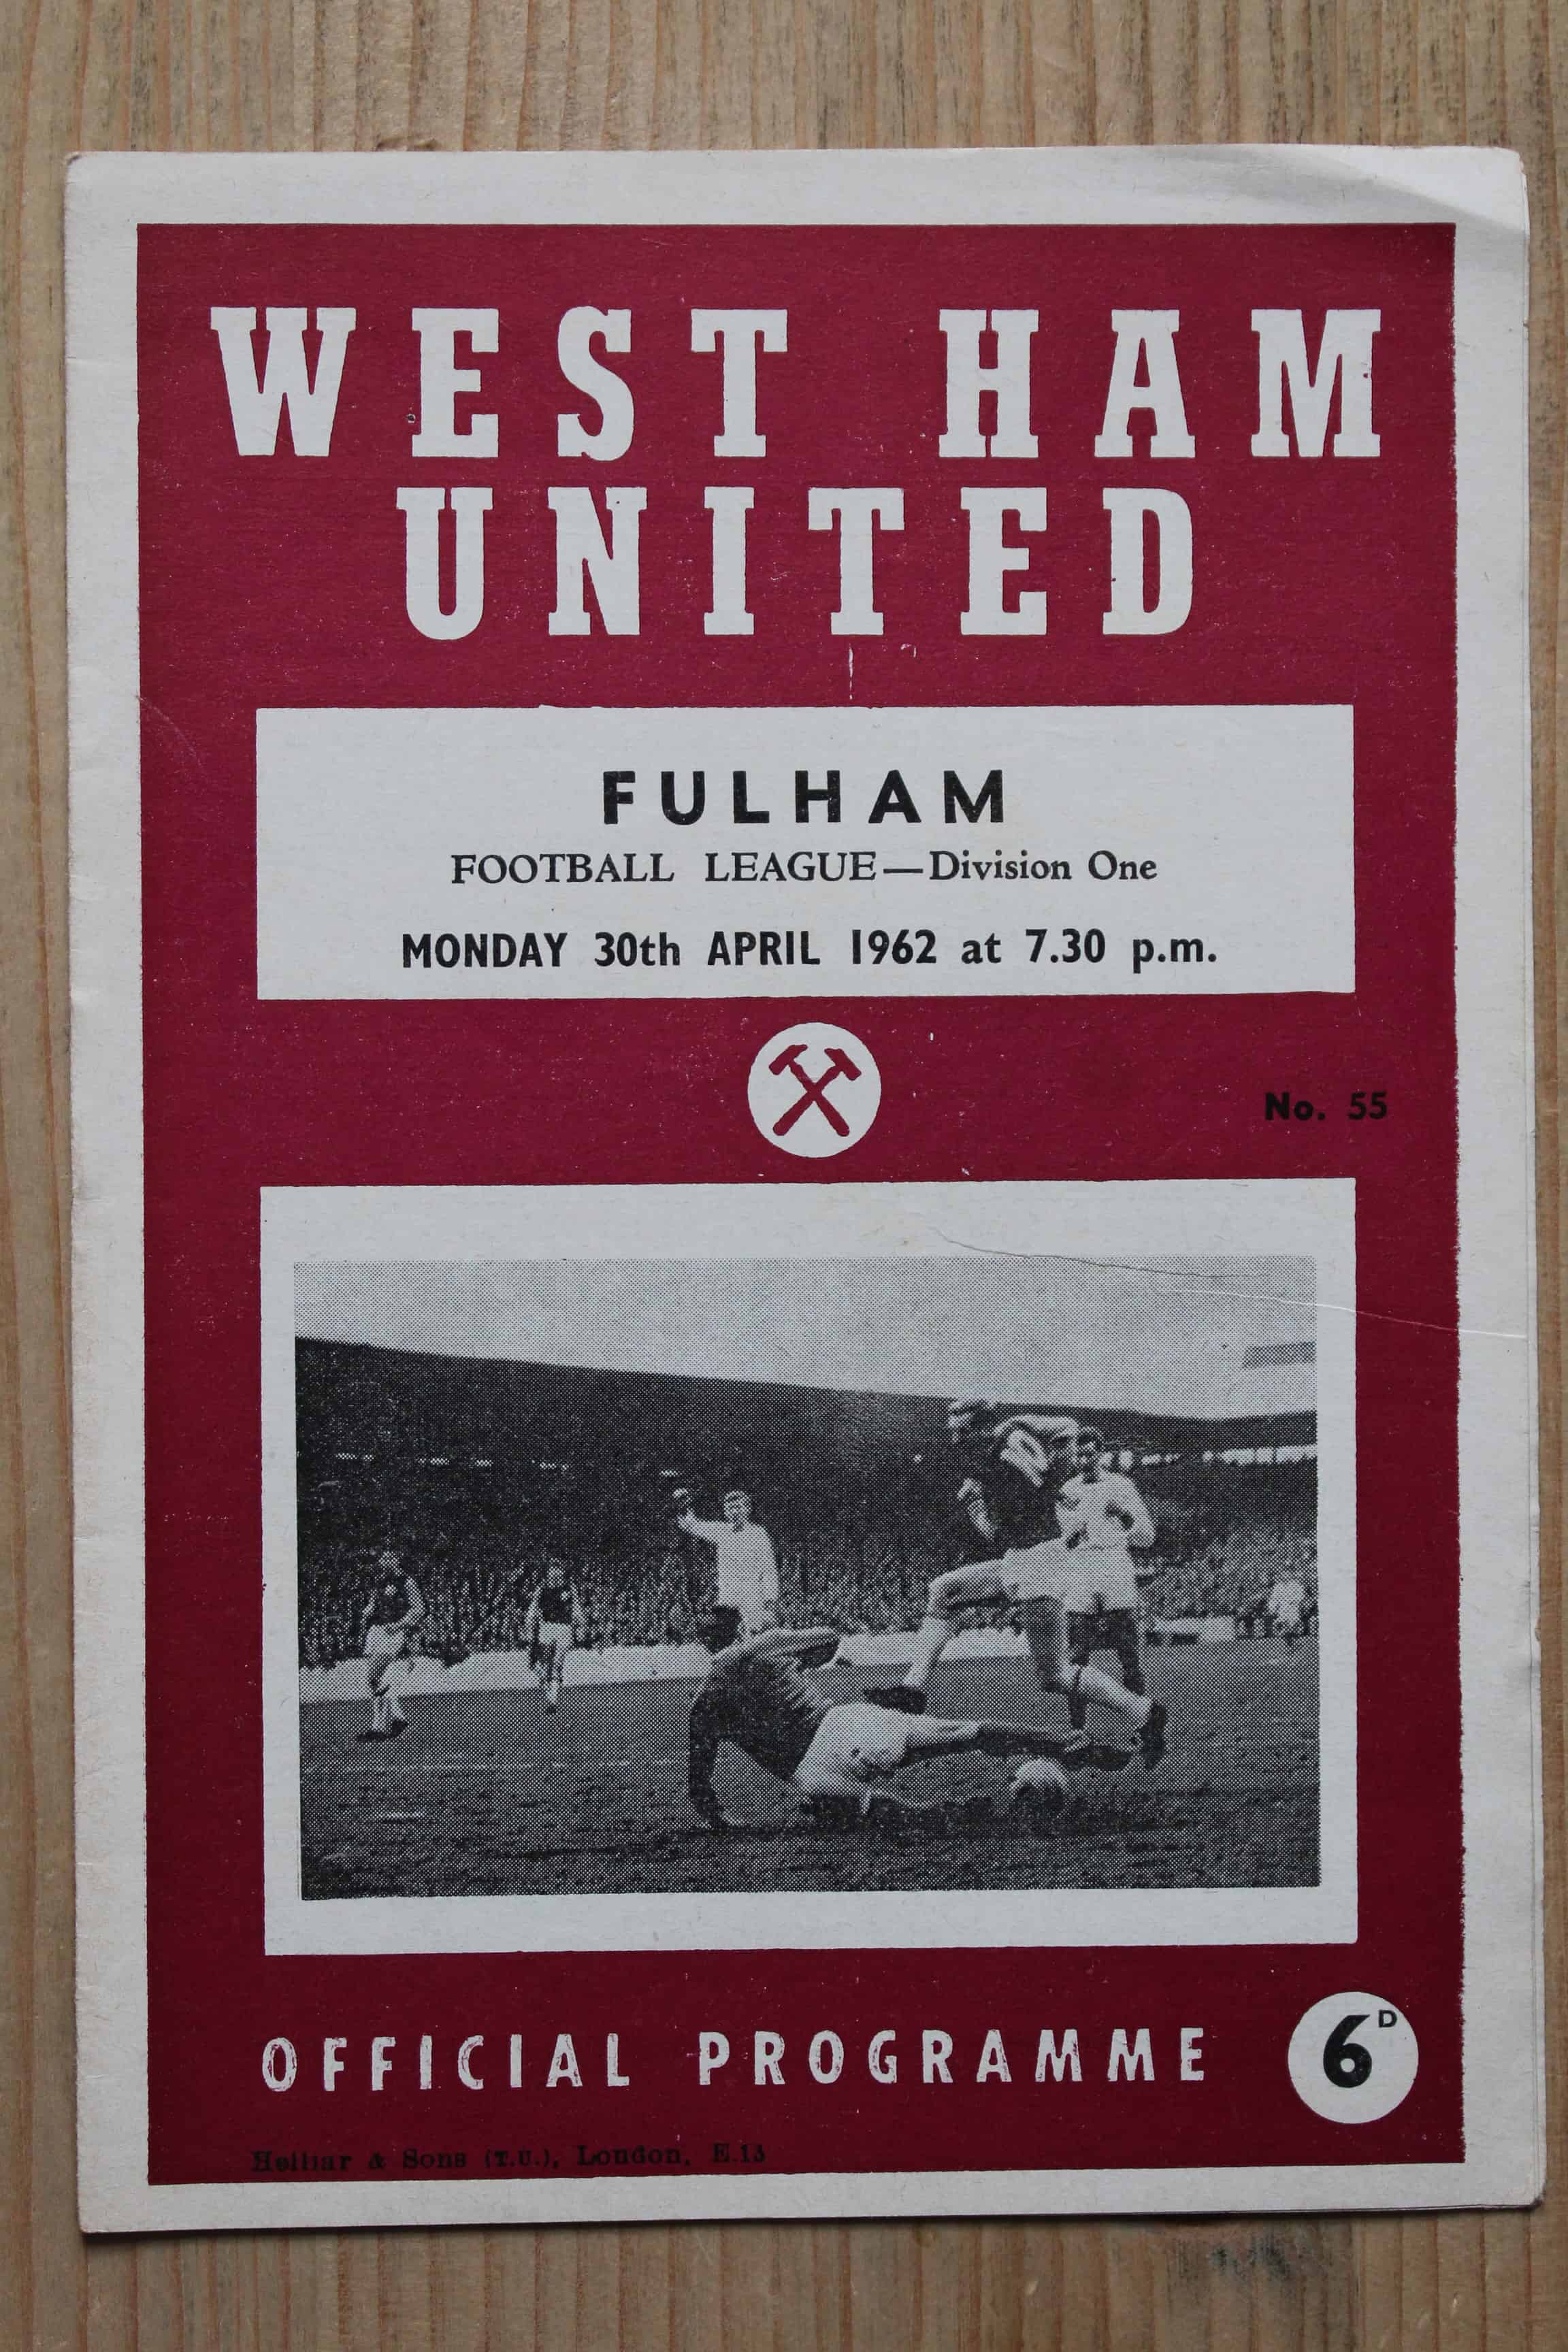 WEST HAM
UNITED
FULHAM
FOOTBALL LEAGUE—Division One
MONDAY 30th APRIL 1962 at 7.30 p.m.
No. 55
OFFICIAL PROGRAMME
6D
Helliar & Sons (T.U.), London, E.13